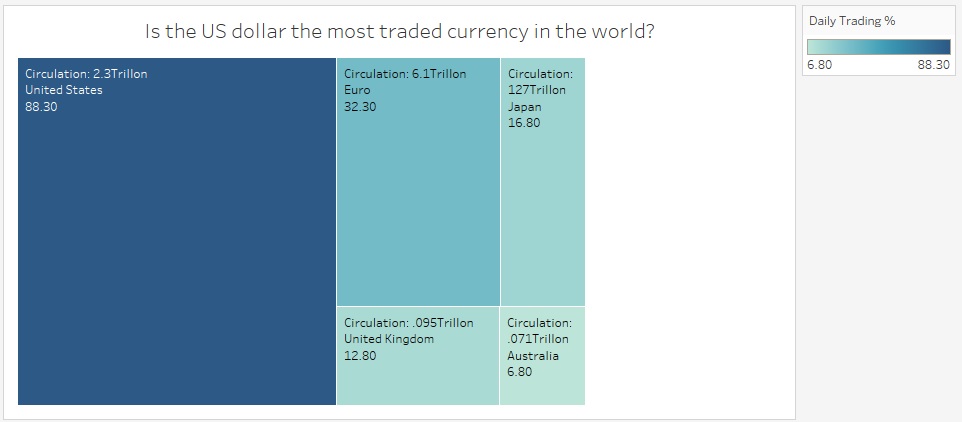 Is the US dollar the most traded currency in the world?
Circulation: 2.3Trillon
United States
88.30
Circulation: 6.1Trillon
Euro
32.30
Circulation:
127Trillon
Japan
16.80
Circulation: .095Trillon
United Kingdom
12.80
Circulation:
.071Trillon
Australia
6.80
Daily Trading %
6.80 88.30